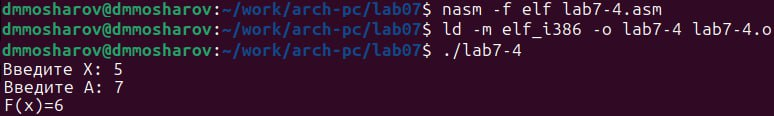 dmmosharov@dmmosharov:~/work/arch-pc/lab07$ nasm -f elf lab7-4.asm
dmmosharov@dmmosharov:~/work/arch-pc/lab07$ ld -m elf_i386 -o lab7-4 lab7-4.o
dmmosharov@dmmosharov:~/work/arch-pc/lab07$ ./lab7-4
Введите X: 5
Введите A: 7
F(x)=6